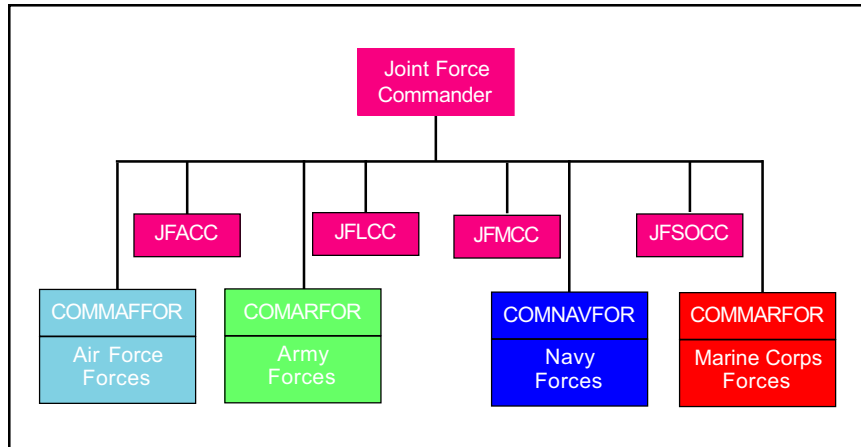 Joint Force
Commander
JFACC
JFLCC
JFMCC
JFSOCC
COMMAFFOR
Air Force
Forces
COMARFOR
Army
Forces
COMNAVFOR
Navy
Forces
COMMARFOR
Marine Corps
Forces